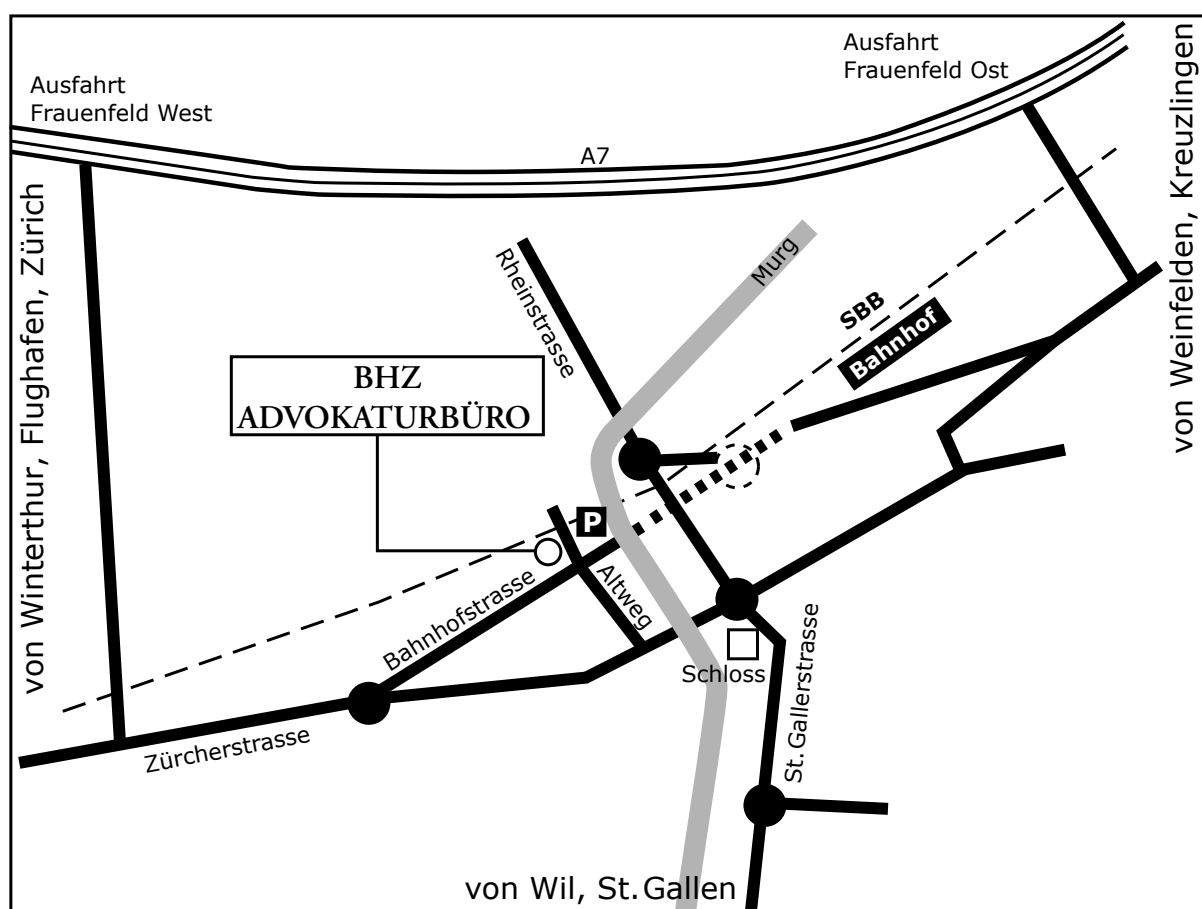 Ausfahrt
Frauenfeld West
Ausfahrt
Frauenfeld Ost
A7
von Winterthur, Flughafen, Zürich
von Weinfelden, Kreuzlingen
Rheinstrasse
Murg
SBB
Bahnhof
BHZ
ADVOKATURBÜRO
P
Bahnhofstrasse
Altweg
Schloss
St. Gallerstrasse
Zürcherstrasse
von Wil, St. Gallen